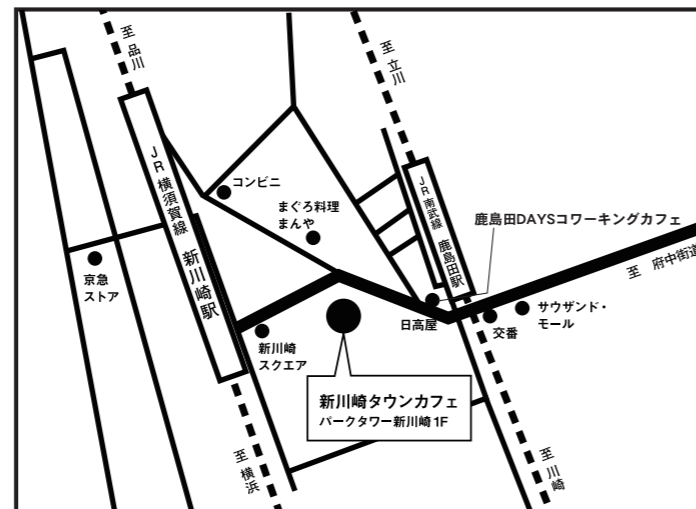 至 品川
至 立川
JR横須賀線 新川崎駅
JR南武線 鹿島田駅
コンビニ
まぐろ料理
まんや
鹿島田DAYSコワーキングカフェ
至 府中街道
京急
ストア
新川崎
スクエア
日高屋
交番
サウザンド・
モール
新川崎タウンカフェ
パークタワー新川崎1F
至 横浜
至 川崎